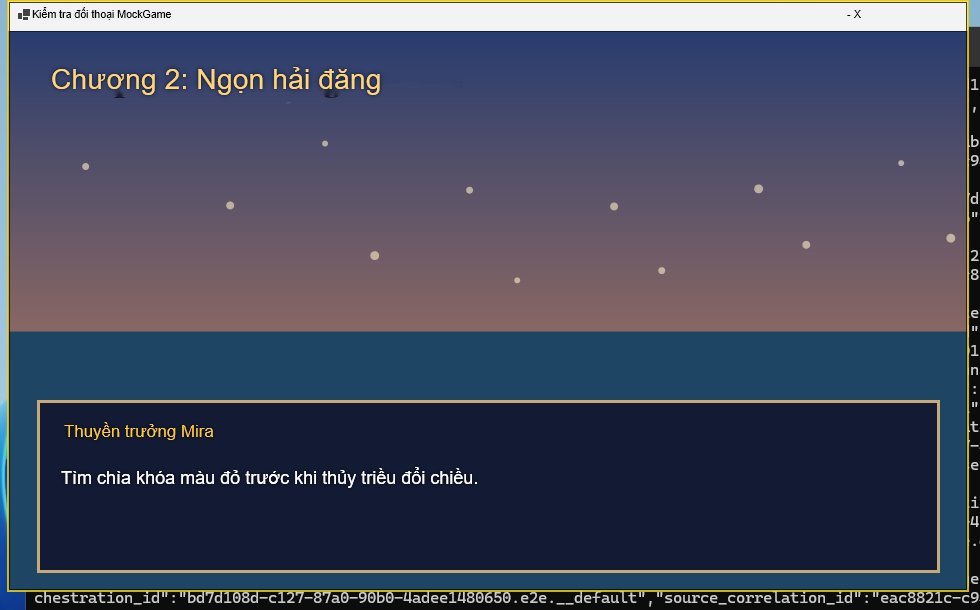 Kiểm tra đối thoại MockGame
- X
Chương 2: Ngọn hải đăng
Thuyền trưởng Mira
Tìm chìa khóa màu đỏ trước khi thủy triều đổi chiều.
chestration_id":"bd7d108d-c127-87a0-90b0-4adee1480650.e2e.__default","source_correlation_id":"eac8821c-c9